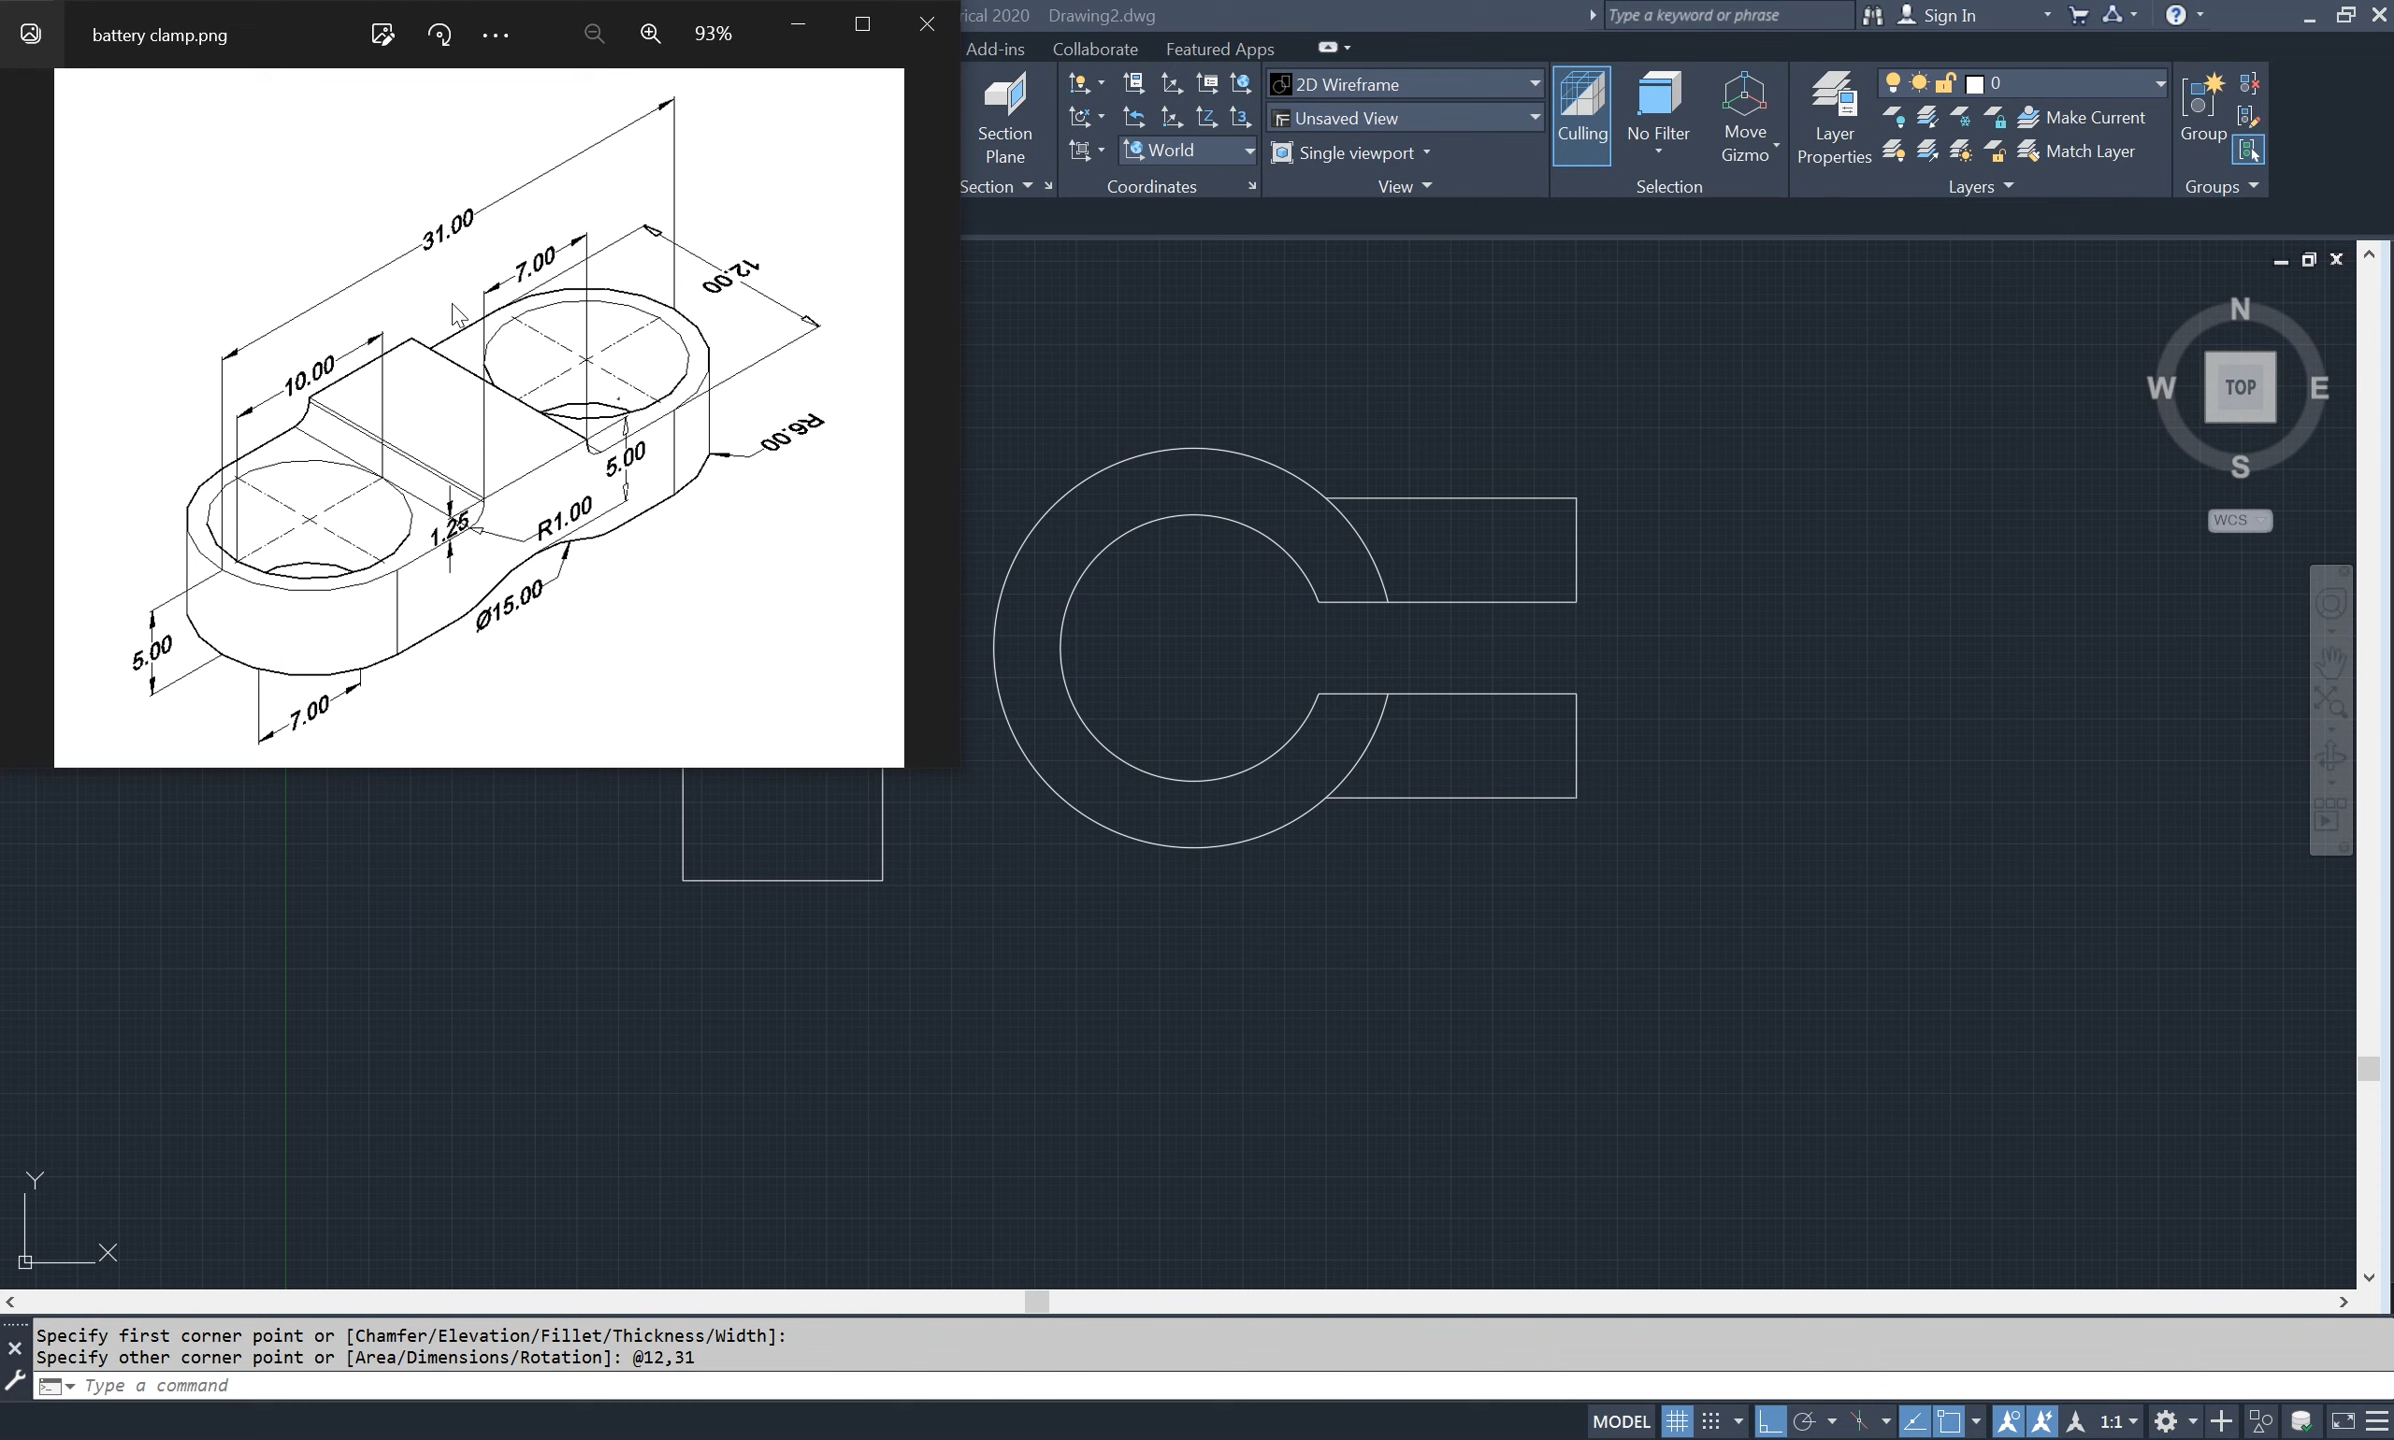 battery clamp.png
93%
rical 2020 Drawing2.dwg
Type a keyword or phrase
Sign In
Add-ins
Collaborate
Featured Apps
Section
Plane
World
2D Wireframe
Unsaved View
Single viewport
Culling
No Filter
Move
Gizmo
Layer
Properties
0
Make Current
Match Layer
Group
Section
Coordinates
View
Selection
Layers
Groups
31.00
7.00
12.00
10.00
R6.00
5.00
1.25
R1.00
Ø15.00
5.00
7.00
N
W
TOP
E
S
WCS
Y
X
Specify first corner point or [Chamfer/Elevation/Fillet/Thickness/Width]:
Specify other corner point or [Area/Dimensions/Rotation]: @12,31
Type a command
MODEL
1:1